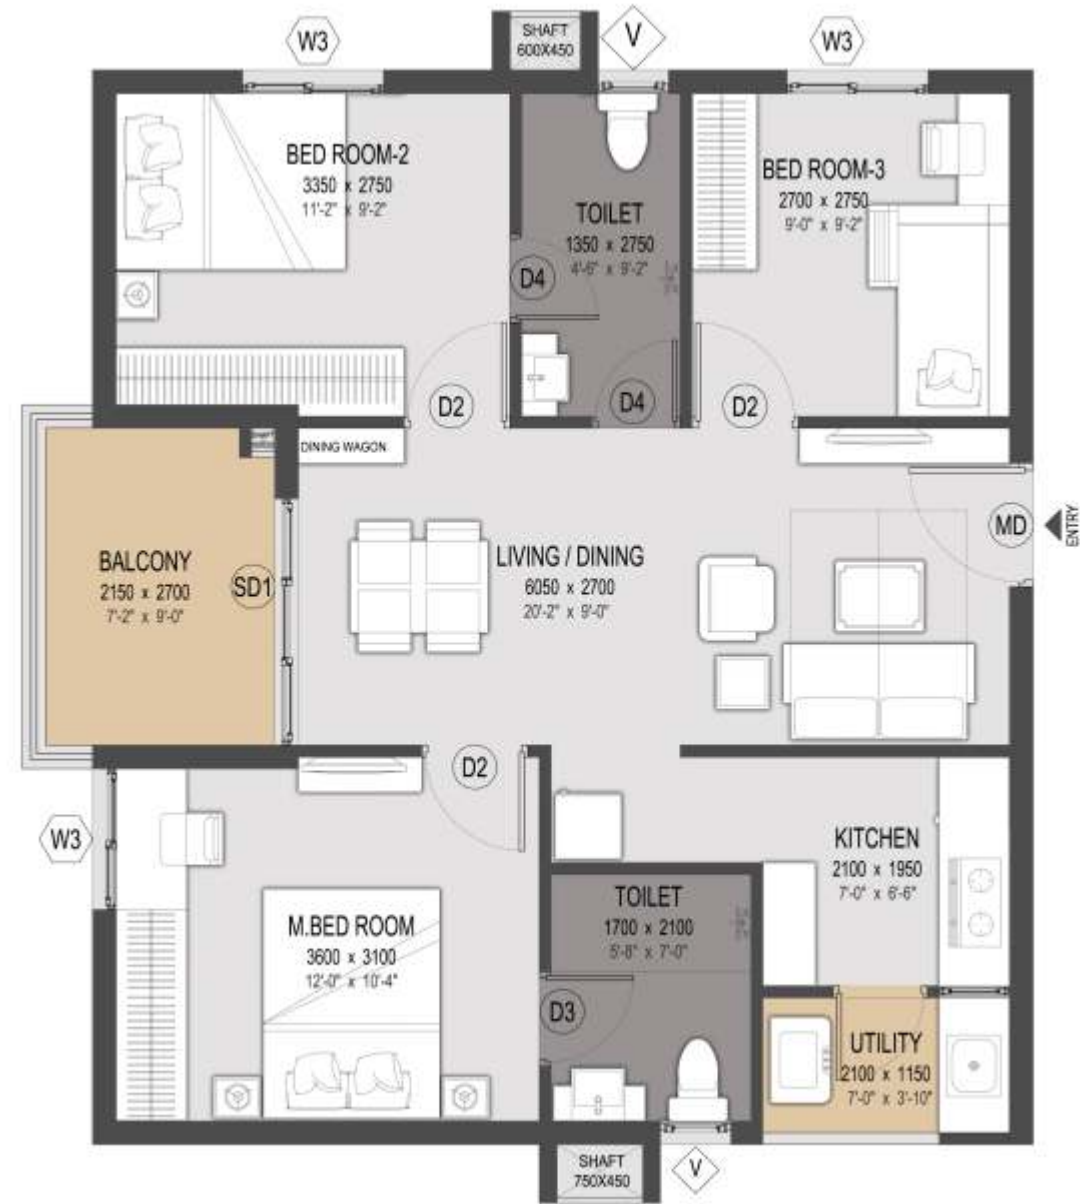 SHAFT
600X450
V
W3
W3
BED ROOM-2
3350 x 2750
11'-2" x 9'-2"
TOILET
1350 x 2750
4'-6" x 9'-2"
BED ROOM-3
2700 x 2750
9'-0" x 9'-2"
D4
D2
D4
D2
DINING WAGON
BALCONY
2150 x 2700
7'-2" x 9'-0"
SD1
LIVING / DINING
6050 x 2700
20'-2" x 9'-0"
MD
ENTRY
D2
W3
KITCHEN
2100 x 1950
7'-0" x 6'-6"
M.BED ROOM
3600 x 3100
12'-0" x 10'-4"
TOILET
1700 x 2100
5'-8" x 7'-0"
D3
UTILITY
2100 x 1150
7'-0" x 3'-10"
SHAFT
750X450
V